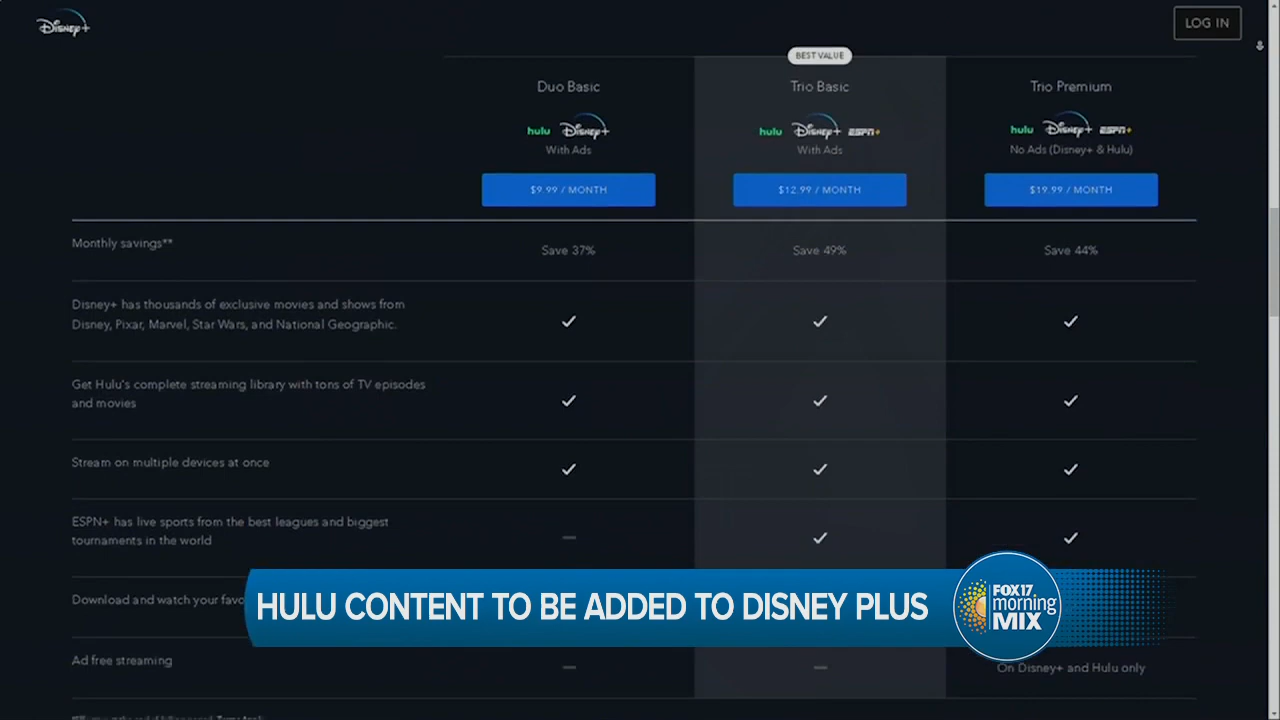 Disney+
LOG IN
BEST VALUE
Duo Basic
Trio Basic
Trio Premium
hulu Disney+
hulu Disney+ ESPN+
hulu Disney+ ESPN+
With Ads
With Ads
No Ads (Disney+ & Hulu)
$9.99 / MONTH
$12.99 / MONTH
$19.99 / MONTH
Monthly savings**
Save 37%
Save 49%
Save 44%
Disney+ has thousands of exclusive movies and shows from
Disney, Pixar, Marvel, Star Wars, and National Geographic.
Get Hulu's complete streaming library with tons of TV episodes
and movies
Stream on multiple devices at once
ESPN+ has live sports from the best leagues and biggest
tournaments in the world
Download and watch your
HULU CONTENT TO BE ADDED TO DISNEY PLUS
FOX17
morning
MIX
Ad free streaming
On Disney+ and Hulu only